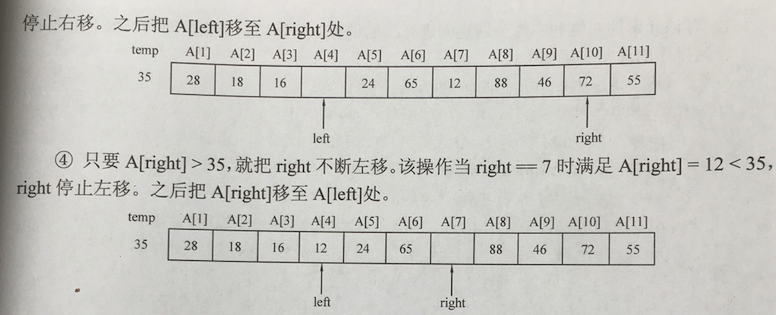 停止右移。之后把 A[left]移至 A[right]处。
temp A[1] A[2] A[3] A[4] A[5] A[6] A[7] A[8] A[9] A[10] A[11]
35 28 18 16 24 65 12 88 46 72 55
left right
④ 只要 A[right] > 35,就把 right 不断左移。该操作当 right == 7 时满足 A[right] = 12 < 35,
right 停止左移。之后把 A[right]移至 A[left]处。
temp A[1] A[2] A[3] A[4] A[5] A[6] A[7] A[8] A[9] A[10] A[11]
35 28 18 16 12 24 65 88 46 72 55
left right